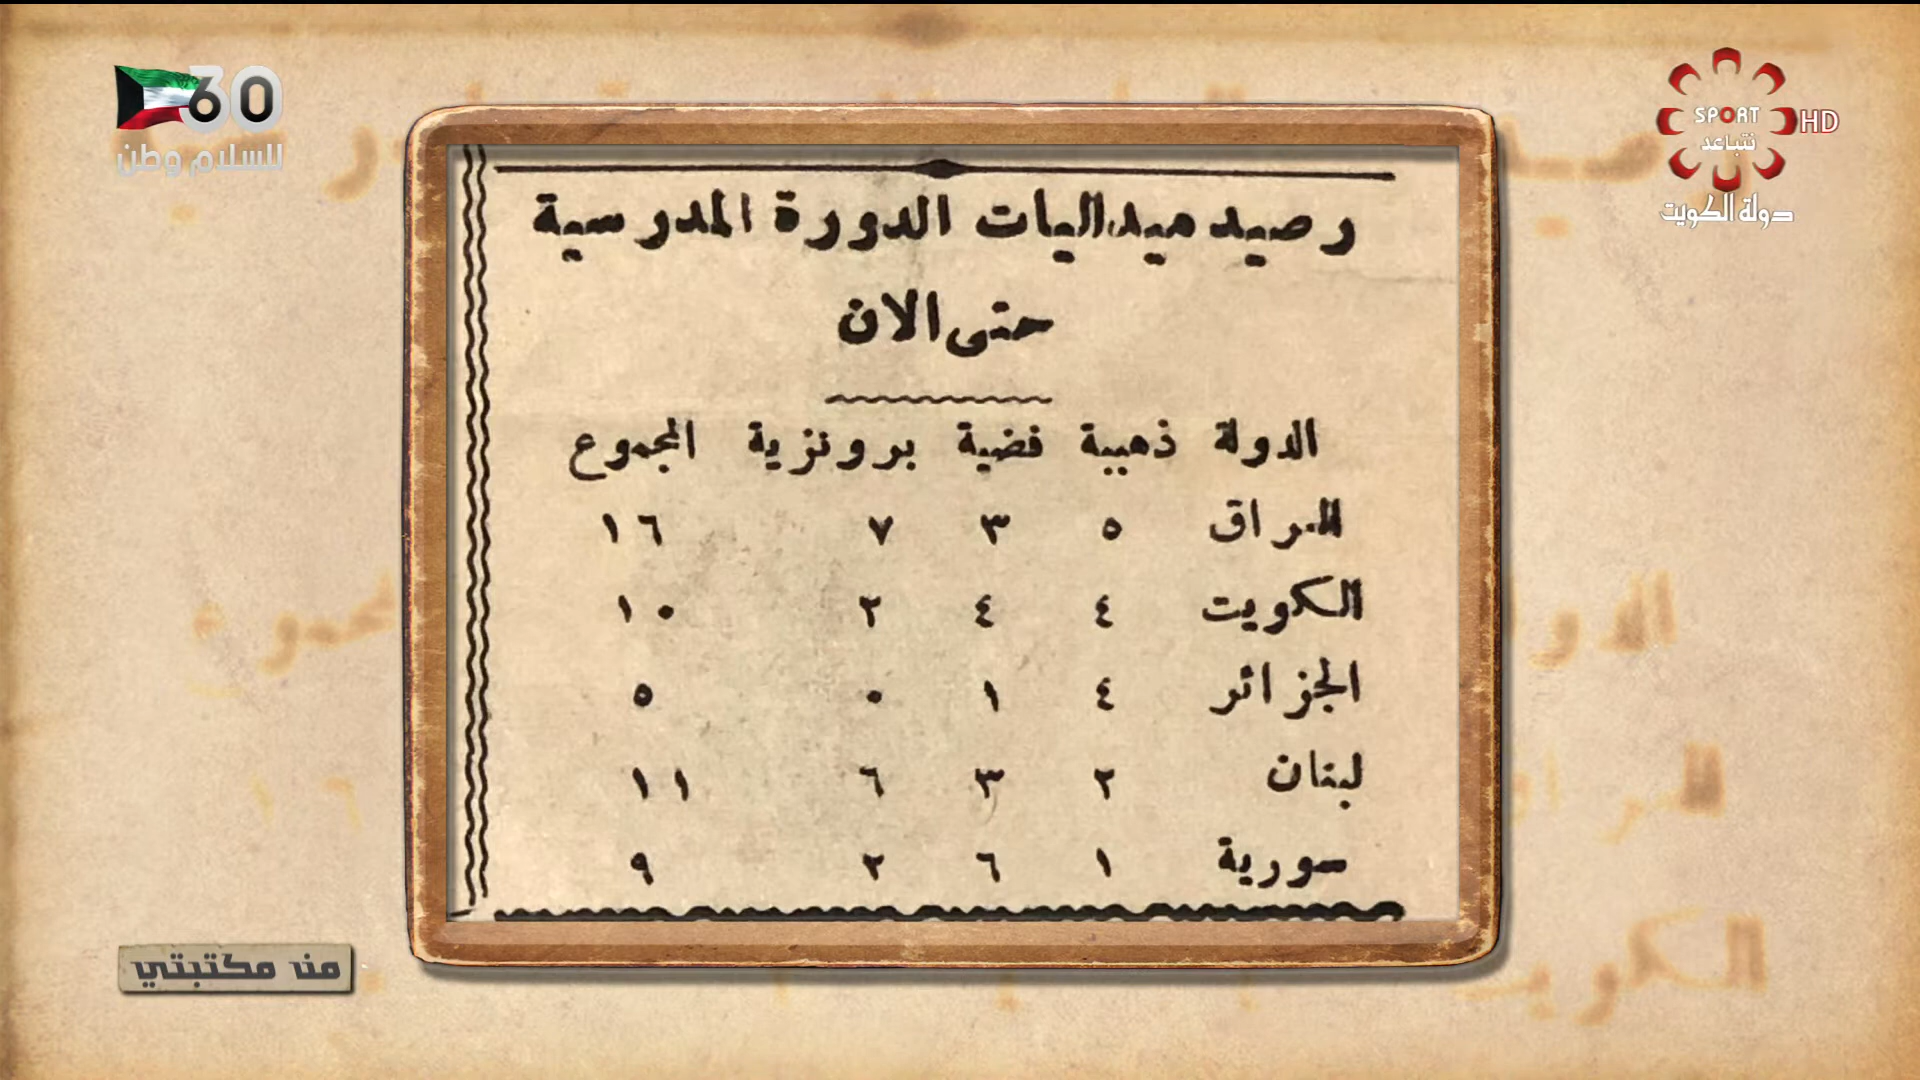 60
للسلام وطن
SPORT
نتباعد
HD
دولة الكويت
رصيد ميداليات الدورة المدرسية
حتى الان
الدولة ذهبية فضية برونزية المجموع
العراق ٥ ٣ ٧ ١٦
الكويت ٤ ٤ ٢ ١٠
الجزائر ٤ ١ ٠ ٥
لبنان ٢ ٣ ٦ ١١
سورية ١ ٦ ٢ ٩
من مكتبتي